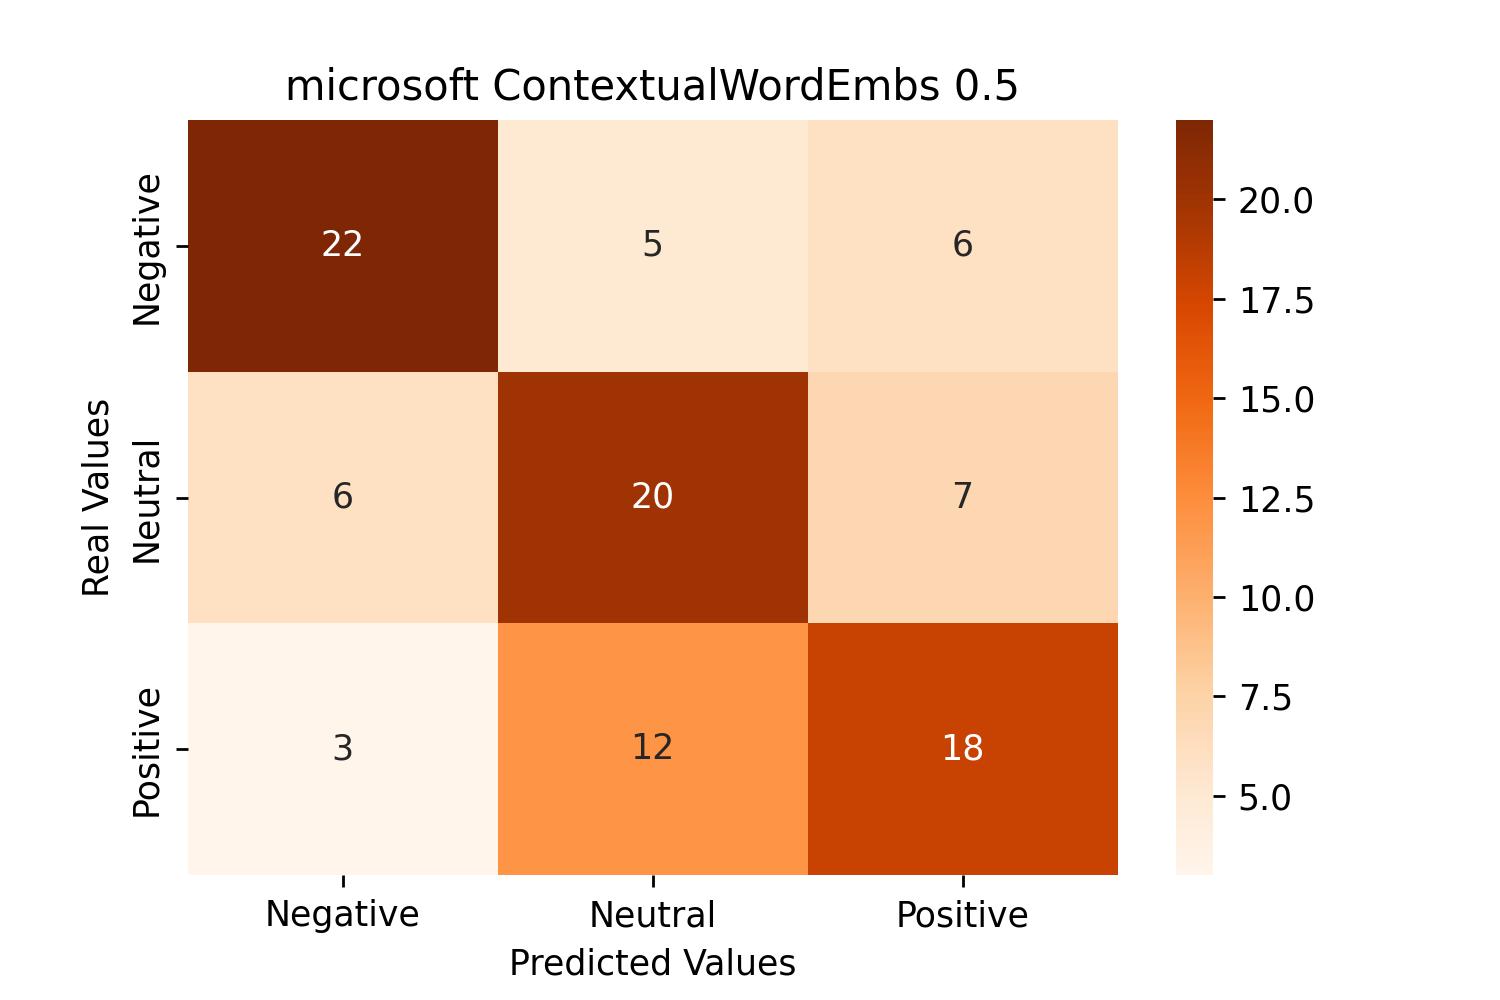 microsoft ContextualWordEmbs 0.5
Real Values
Negative
22
5
6
Neutral
6
20
7
Positive
3
12
18
Negative
Neutral
Positive
Predicted Values
20.0
17.5
15.0
12.5
10.0
7.5
5.0